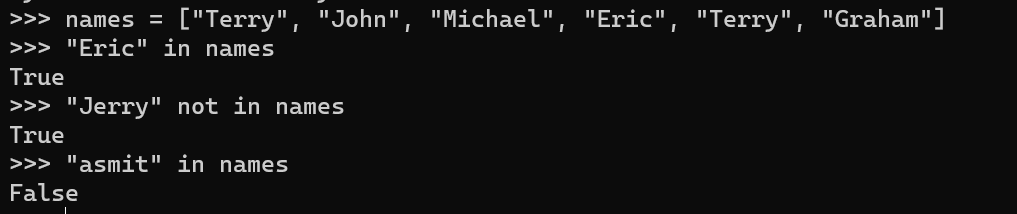 >>> names = ["Terry", "John", "Michael", "Eric", "Terry", "Graham"]
>>> "Eric" in names
True
>>> "Jerry" not in names
True
>>> "asmit" in names
False